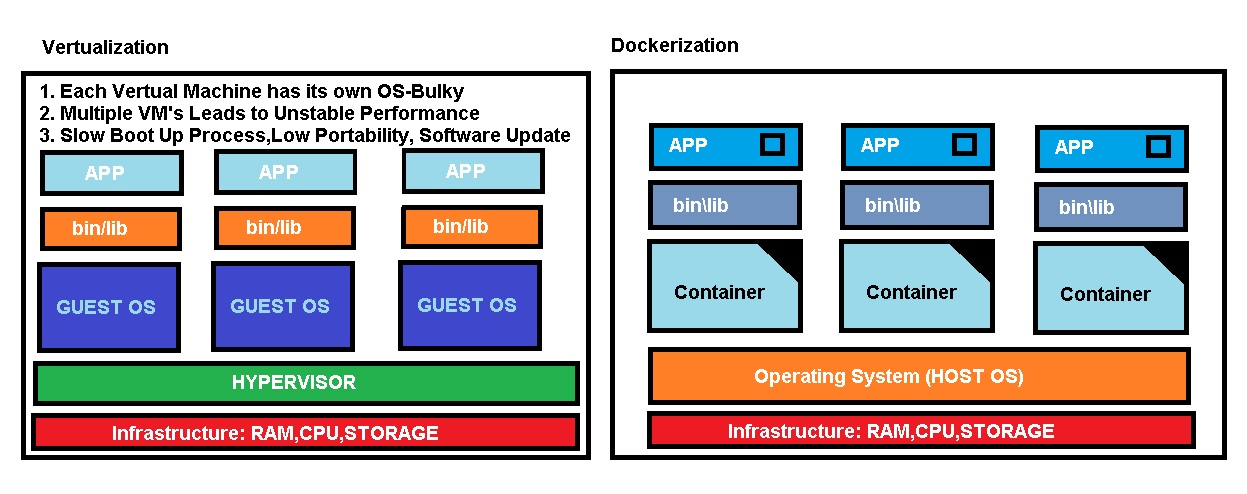 Vertualization
1. Each Vertual Machine has its own OS-Bulky
2. Multiple VM's Leads to Unstable Performance
3. Slow Boot Up Process,Low Portability, Software Update
APP
APP
APP
bin/lib
bin/lib
bin/lib
GUEST OS
GUEST OS
GUEST OS
HYPERVISOR
Infrastructure: RAM,CPU,STORAGE
Dockerization
APP
APP
APP
bin\lib
bin\lib
bin\lib
Container
Container
Container
Operating System (HOST OS)
Infrastructure: RAM,CPU,STORAGE